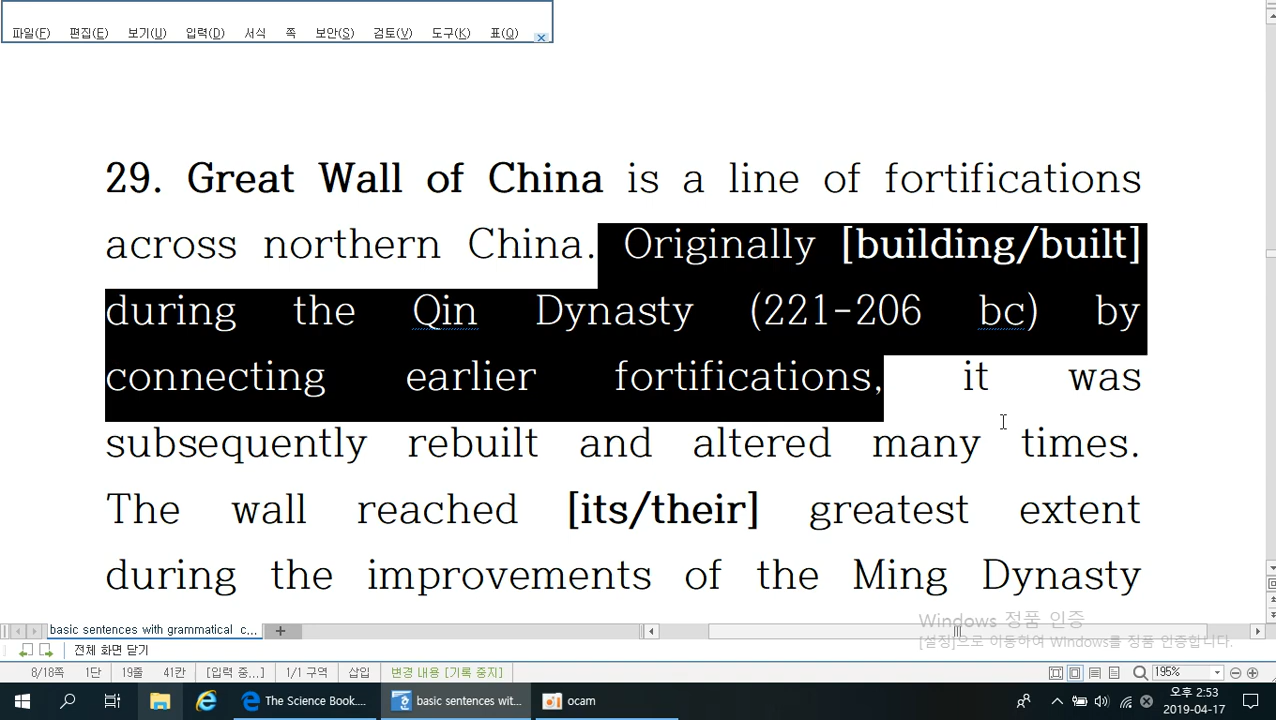 파일(F) 편집(E) 보기(U) 입력(D) 서식 쪽 보안(S) 검토(V) 도구(K) 표(Q)
29. Great Wall of China is a line of fortifications
across northern China. Originally [building/built]
during the Qin Dynasty (221-206 bc) by
connecting earlier fortifications, it was
subsequently rebuilt and altered many times.
The wall reached [its/their] greatest extent
during the improvements of the Ming Dynasty
Windows 정품 인증
[설정]으로 이동하여 Windows를 정품 인증합니다.
basic sentences with grammatical c...
전체 화면 닫기
8/18쪽 1단 19줄 41칸 [입력 중...] 1/1 구역 삽입 변경 내용 [기록 중지] 195%
The Science Book... basic sentences wit... ocam
오후 2:53
2019-04-17